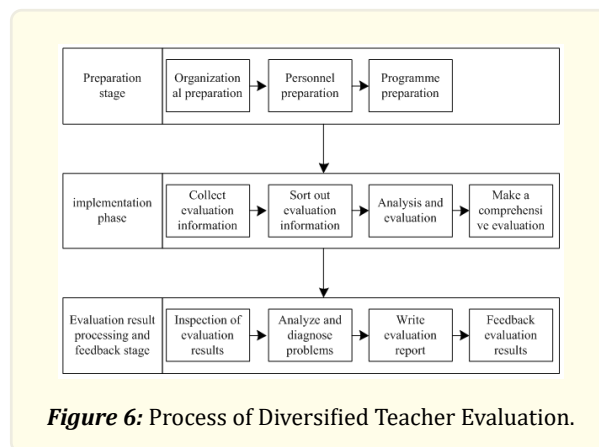 Preparation
stage
Organization
al preparation
Personnel
preparation
Programme
preparation
implementation
phase
Collect
evaluation
information
Sort out
evaluation
information
Analysis and
evaluation
Make a
comprehensi
ve evaluation
Evaluation result
processing and
feedback stage
Inspection of
evaluation
results
Analyze and
diagnose
problems
Write
evaluation
report
Feedback
evaluation
results
Figure 6: Process of Diversified Teacher Evaluation.